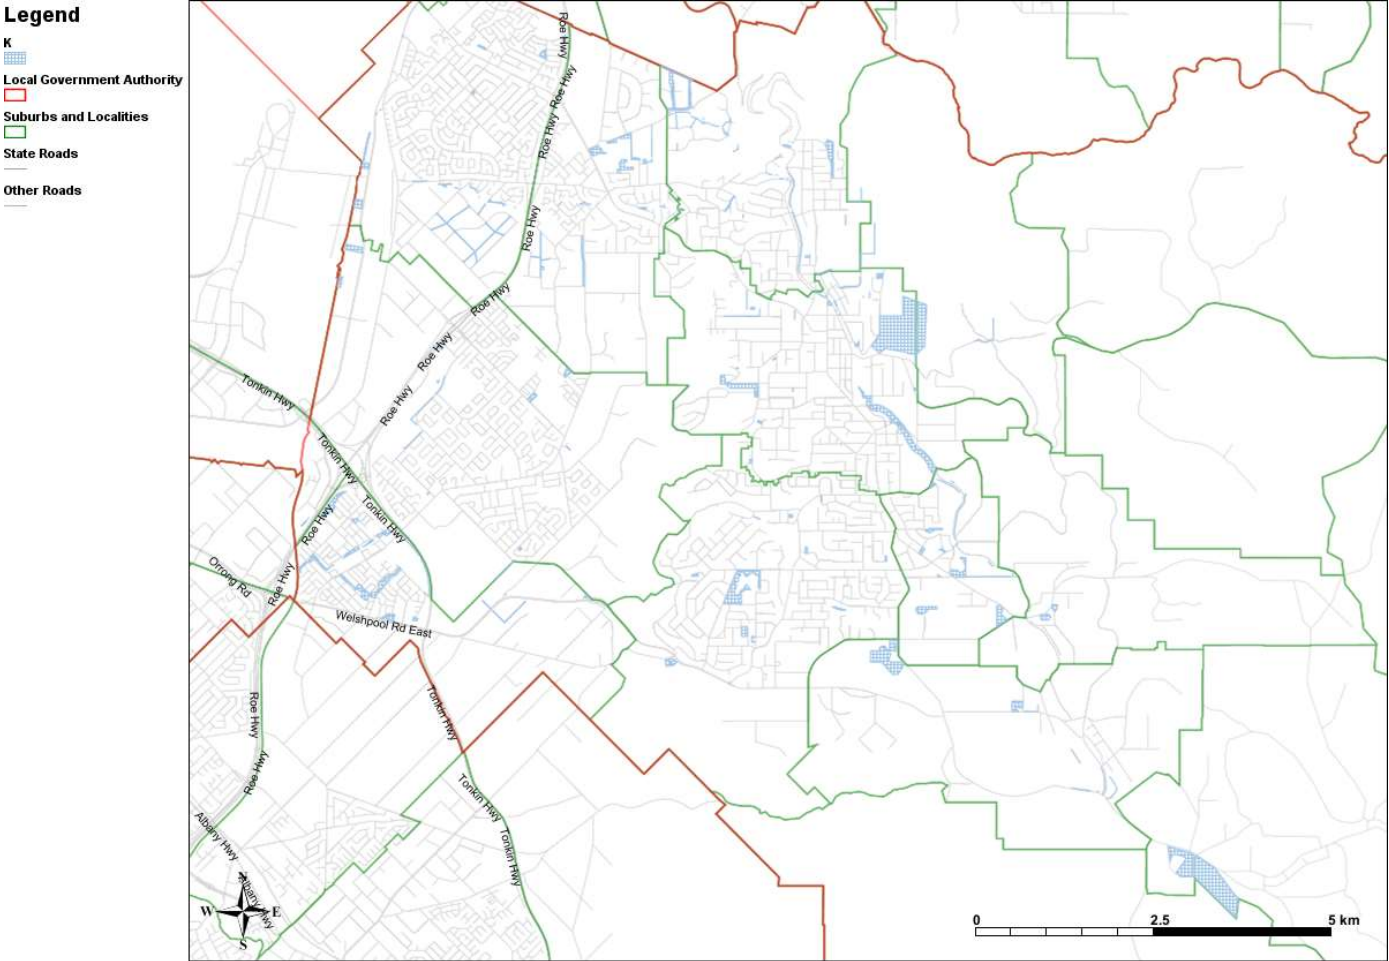 Legend
K
Local Government Authority
Suburbs and Localities
State Roads
Other Roads
Roe Hwy
Roe Hwy
Roe Hwy
Roe Hwy
Roe Hwy
Roe Hwy
Roe Hwy
Tonkin Hwy
Tonkin Hwy
Tonkin Hwy
Roe Hwy
Orrong Rd
Roe Hwy
Welshpool Rd East
Roe Hwy
Tonkin Hwy
Roe Hwy
Tonkin Hwy
Tonkin Hwy
Albany Hwy
Albany Hwy
N
W E
S
0 2.5 5 km